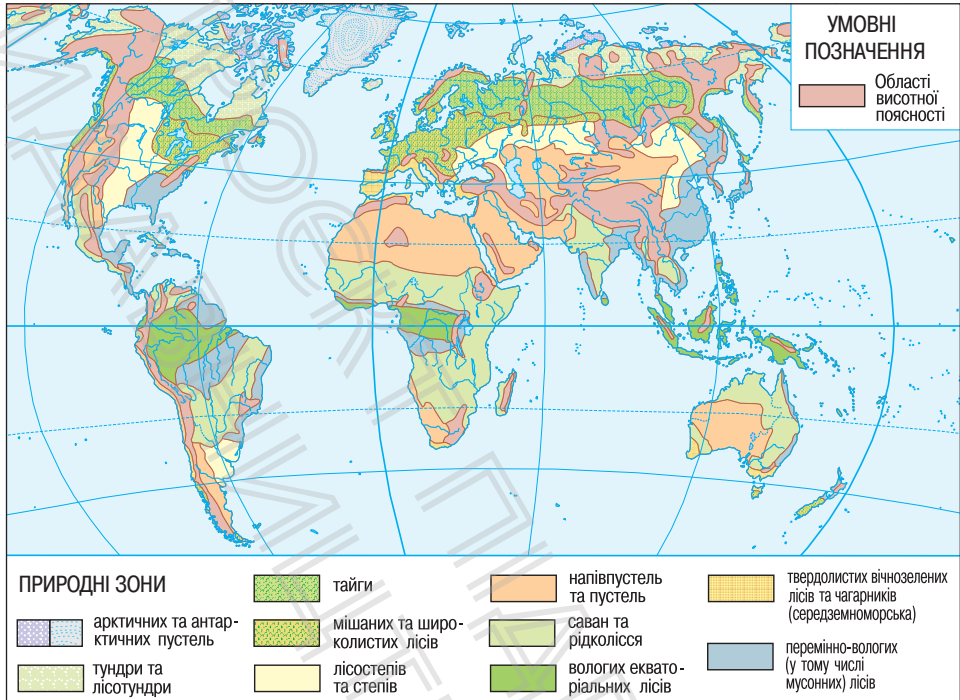 УМОВНІ
ПОЗНАЧЕННЯ
Області
висотної
поясності
ПРИРОДНІ ЗОНИ
арктичних та антар-
ктичних пустель
тундри та
лісотундри
тайги
мішаних та широ-
колистих лісів
лісостепів
та степів
напівпустель
та пустель
саван та
рідколісся
вологих еквато-
ріальних лісів
твердолистих вічнозелених
лісів та чагарників
(середземноморська)
перемінно-вологих
(у тому числі
мусонних) лісів